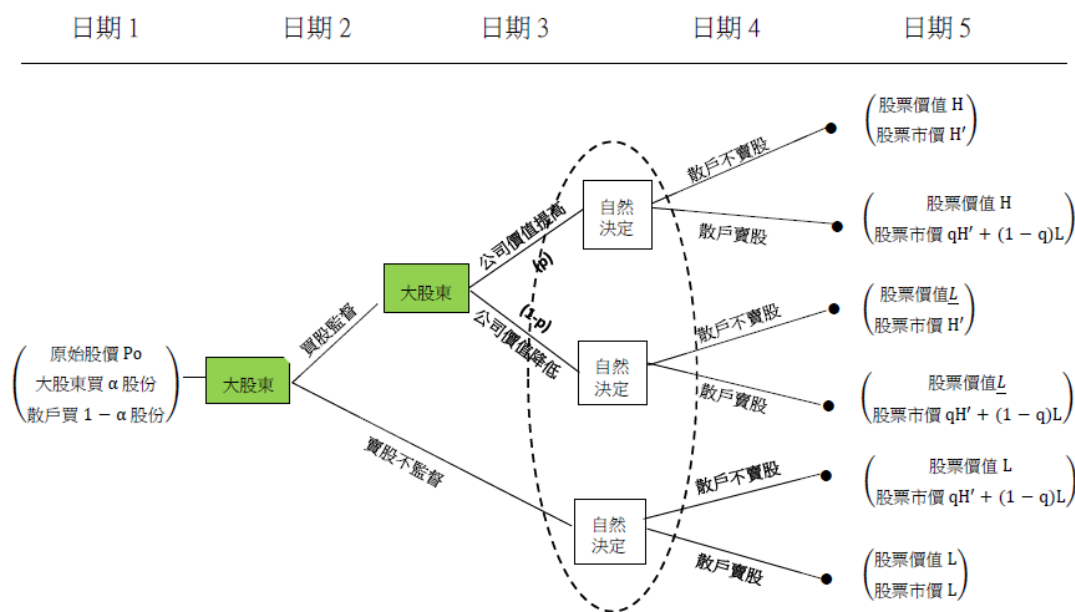 日期 1
日期 2
日期 3
日期 4
日期 5
原始股價 Po
大股東買 α 股份
散戶買 1 − α 股份
大股東
買股監督
賣股不監督
大股東
公司價值提高
(p)
(1-p)
公司價值降低
自然
決定
自然
決定
自然
決定
散戶不賣股
散戶賣股
散戶不賣股
散戶賣股
散戶不賣股
散戶賣股
股票價值 H
股票市價 H′
股票價值 H
股票市價 qH′ + (1 − q)L
股票價值L
股票市價 H′
股票價值L
股票市價 qH′ + (1 − q)L
股票價值 L
股票市價 qH′ + (1 − q)L
股票價值 L
股票市價 L